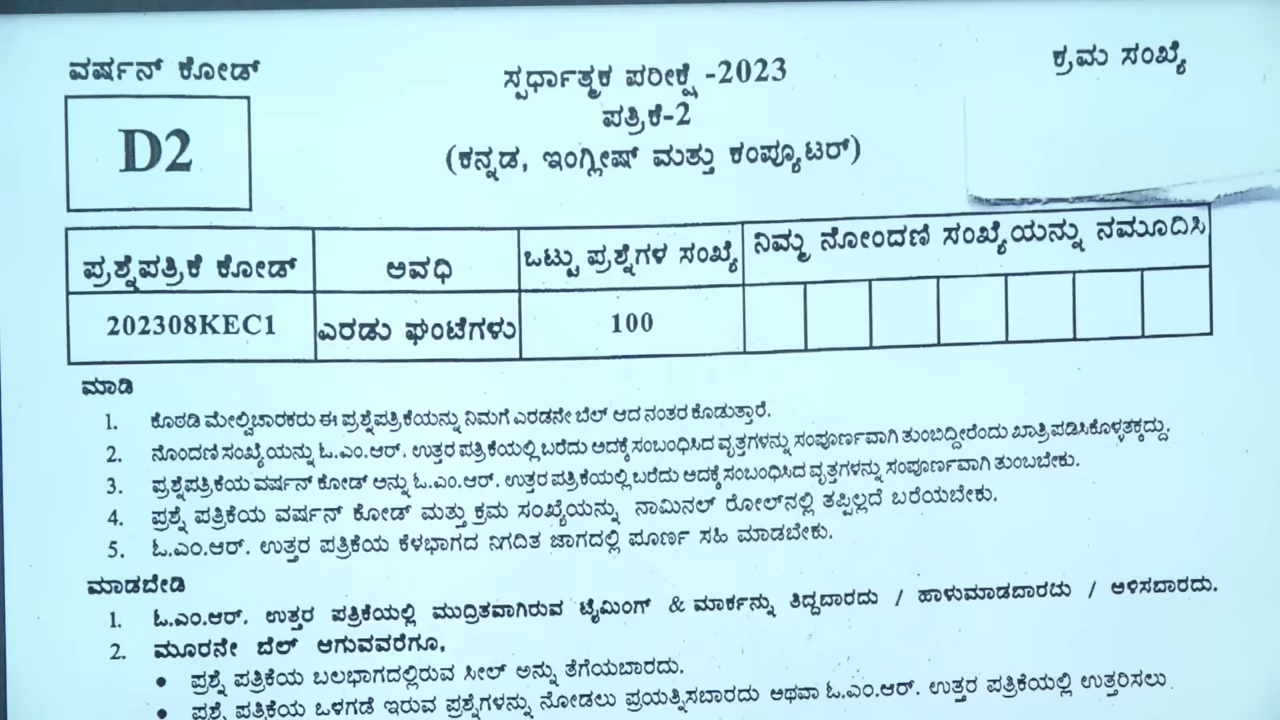 ವರ್ಷನ್ ಕೋಡ್
D2
ಸ್ಪರ್ಧಾತ್ಮಕ ಪರೀಕ್ಷೆ -2023
ಪತ್ರಿಕೆ-2
(ಕನ್ನಡ, ಇಂಗ್ಲೀಷ್ ಮತ್ತು ಕಂಪ್ಯೂಟರ್)
ಕ್ರಮ ಸಂಖ್ಯೆ
ಪ್ರಶ್ನೆಪತ್ರಿಕೆ ಕೋಡ್ ಅವಧಿ ಒಟ್ಟು ಪ್ರಶ್ನೆಗಳ ಸಂಖ್ಯೆ ನಿಮ್ಮ ನೋಂದಣಿ ಸಂಖ್ಯೆಯನ್ನು ನಮೂದಿಸಿ
202308KEC1 ಎರಡು ಘಂಟೆಗಳು 100
ಮಾಡಿ
1. ಕೊಠಡಿ ಮೇಲ್ವಿಚಾರಕರು ಈ ಪ್ರಶ್ನೆಪತ್ರಿಕೆಯನ್ನು ನಿಮಗೆ ಎರಡನೇ ಬೆಲ್ ಆದ ನಂತರ ಕೊಡುತ್ತಾರೆ.
2. ನೊಂದಣಿ ಸಂಖ್ಯೆಯನ್ನು ಓ.ಎಂ.ಆರ್. ಉತ್ತರ ಪತ್ರಿಕೆಯಲ್ಲಿ ಬರೆದು ಅದಕ್ಕೆ ಸಂಬಂಧಿಸಿದ ವೃತ್ತಗಳನ್ನು ಸಂಪೂರ್ಣವಾಗಿ ತುಂಬದ್ದೀರೆಂದು ಖಾತ್ರಿ ಪಡಿಸಿಕೊಳ್ಳತಕ್ಕದ್ದು.
3. ಪ್ರಶ್ನೆಪತ್ರಿಕೆಯ ವರ್ಷನ್ ಕೋಡ್ ಅನ್ನು ಓ.ಎಂ.ಆರ್. ಉತ್ತರ ಪತ್ರಿಕೆಯಲ್ಲಿ ಬರೆದು ಅದಕ್ಕೆ ಸಂಬಂಧಿಸಿದ ವೃತ್ತಗಳನ್ನು ಸಂಪೂರ್ಣವಾಗಿ ತುಂಬಬೇಕು.
4. ಪ್ರಶ್ನೆ ಪತ್ರಿಕೆಯ ವರ್ಷನ್ ಕೋಡ್ ಮತ್ತು ಕ್ರಮ ಸಂಖ್ಯೆಯನ್ನು ನಾಮಿನಲ್ ರೋಲ್‌ನಲ್ಲಿ ತಪ್ಪಿಲ್ಲದೆ ಬರೆಯಬೇಕು.
5. ಓ.ಎಂ.ಆರ್. ಉತ್ತರ ಪತ್ರಿಕೆಯ ಕೆಳಭಾಗದ ನಿಗದಿತ ಜಾಗದಲ್ಲಿ ಪೂರ್ಣ ಸಹಿ ಮಾಡಬೇಕು.
ಮಾಡಬೇಡಿ
1. ಓ.ಎಂ.ಆರ್. ಉತ್ತರ ಪತ್ರಿಕೆಯಲ್ಲಿ ಮುದ್ರಿತವಾಗಿರುವ ಟೈಮಿಂಗ್ & ಮಾರ್ಕನ್ನು ತಿದ್ದಬಾರದು / ಹಾಳುಮಾಡಬಾರದು / ಅಳಿಸಬಾರದು.
2. ಮೂರನೇ ಬೆಲ್ ಆಗುವವರೆಗೂ,
• ಪ್ರಶ್ನೆ ಪತ್ರಿಕೆಯ ಬಲಭಾಗದಲ್ಲಿರುವ ಸೀಲ್ ಅನ್ನು ತೆಗೆಯಬಾರದು.
• ಪ್ರಶ್ನೆ ಪತ್ರಿಕೆಯ ಒಳಗಡೆ ಇರುವ ಪ್ರಶ್ನೆಗಳನ್ನು ನೋಡಲು ಪ್ರಯತ್ನಿಸಬಾರದು ಅಥವಾ ಓ.ಎಂ.ಆರ್. ಉತ್ತರ ಪತ್ರಿಕೆಯಲ್ಲಿ ಉತ್ತರಿಸಲು